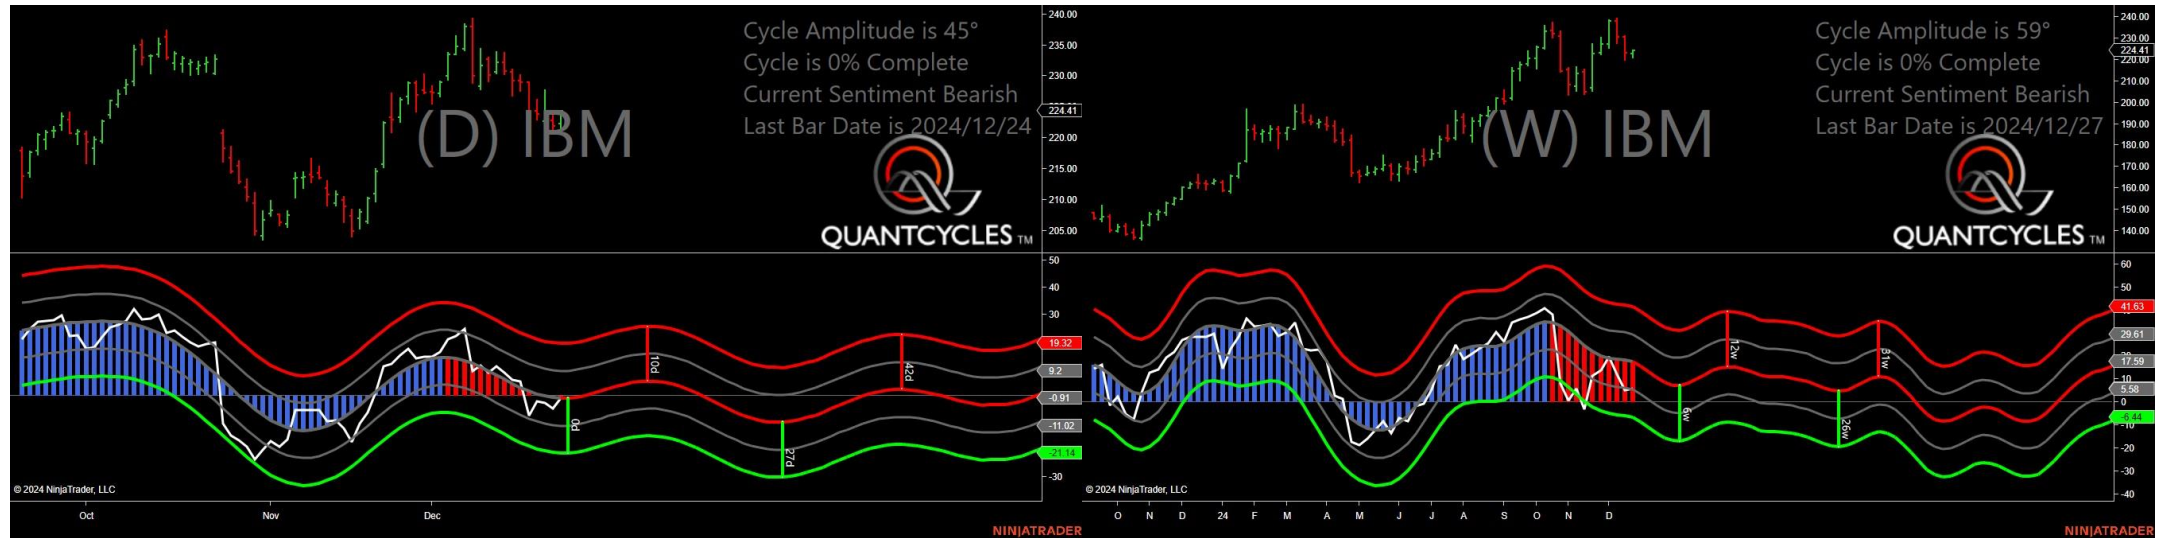 Cycle Amplitude is 45°
Cycle is 0% Complete
Current Sentiment Bearish
Last Bar Date is 2024/12/24
(D) IBM
QUANTCYCLES TM
240.00
235.00
230.00
224.41
220.00
215.00
210.00
205.00
50
40
30
19.32
9.2
-0.91
-11.02
-21.14
-30
10d
42d
0d
27d
© 2024 NinjaTrader, LLC
Oct Nov Dec
NINJATRADER
Cycle Amplitude is 59°
Cycle is 0% Complete
Current Sentiment Bearish
Last Bar Date is 2024/12/27
(W) IBM
QUANTCYCLES TM
240.00
230.00
224.41
220.00
210.00
200.00
190.00
180.00
170.00
160.00
150.00
140.00
60
50
41.63
29.61
17.59
10
5.58
0
-6.44
-10
-20
-30
-40
12w
31w
6w
26w
© 2024 NinjaTrader, LLC
O N D 24 F M A M J J A S O N D
NINJATRADER